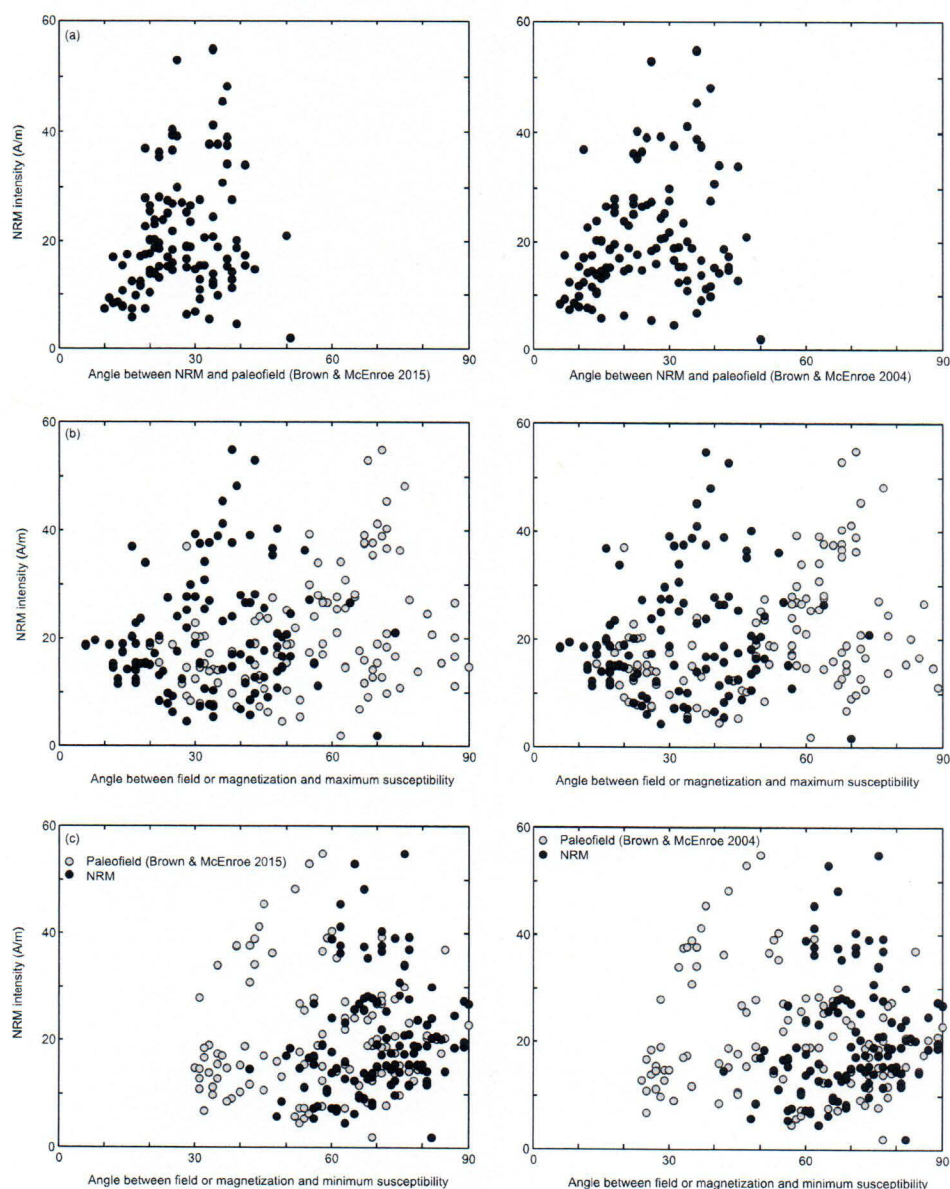 60
(a)
40
20
0
NRM intensity (A/m)
0 30 60 90
Angle between NRM and paleofield (Brown & McEnroe 2015)
60
40
20
0
0 30 60 90
Angle between NRM and paleofield (Brown & McEnroe 2004)
60
(b)
40
20
0
NRM intensity (A/m)
0 30 60 90
Angle between field or magnetization and maximum susceptibility
60
40
20
0
0 30 60 90
Angle between field or magnetization and maximum susceptibility
60
(c)
Paleofield (Brown & McEnroe 2015)
NRM
40
20
0
NRM intensity (A/m)
0 30 60 90
Angle between field or magnetization and minimum susceptibility
60
Paleofield (Brown & McEnroe 2004)
NRM
40
20
0
0 30 60 90
Angle between field or magnetization and minimum susceptibility